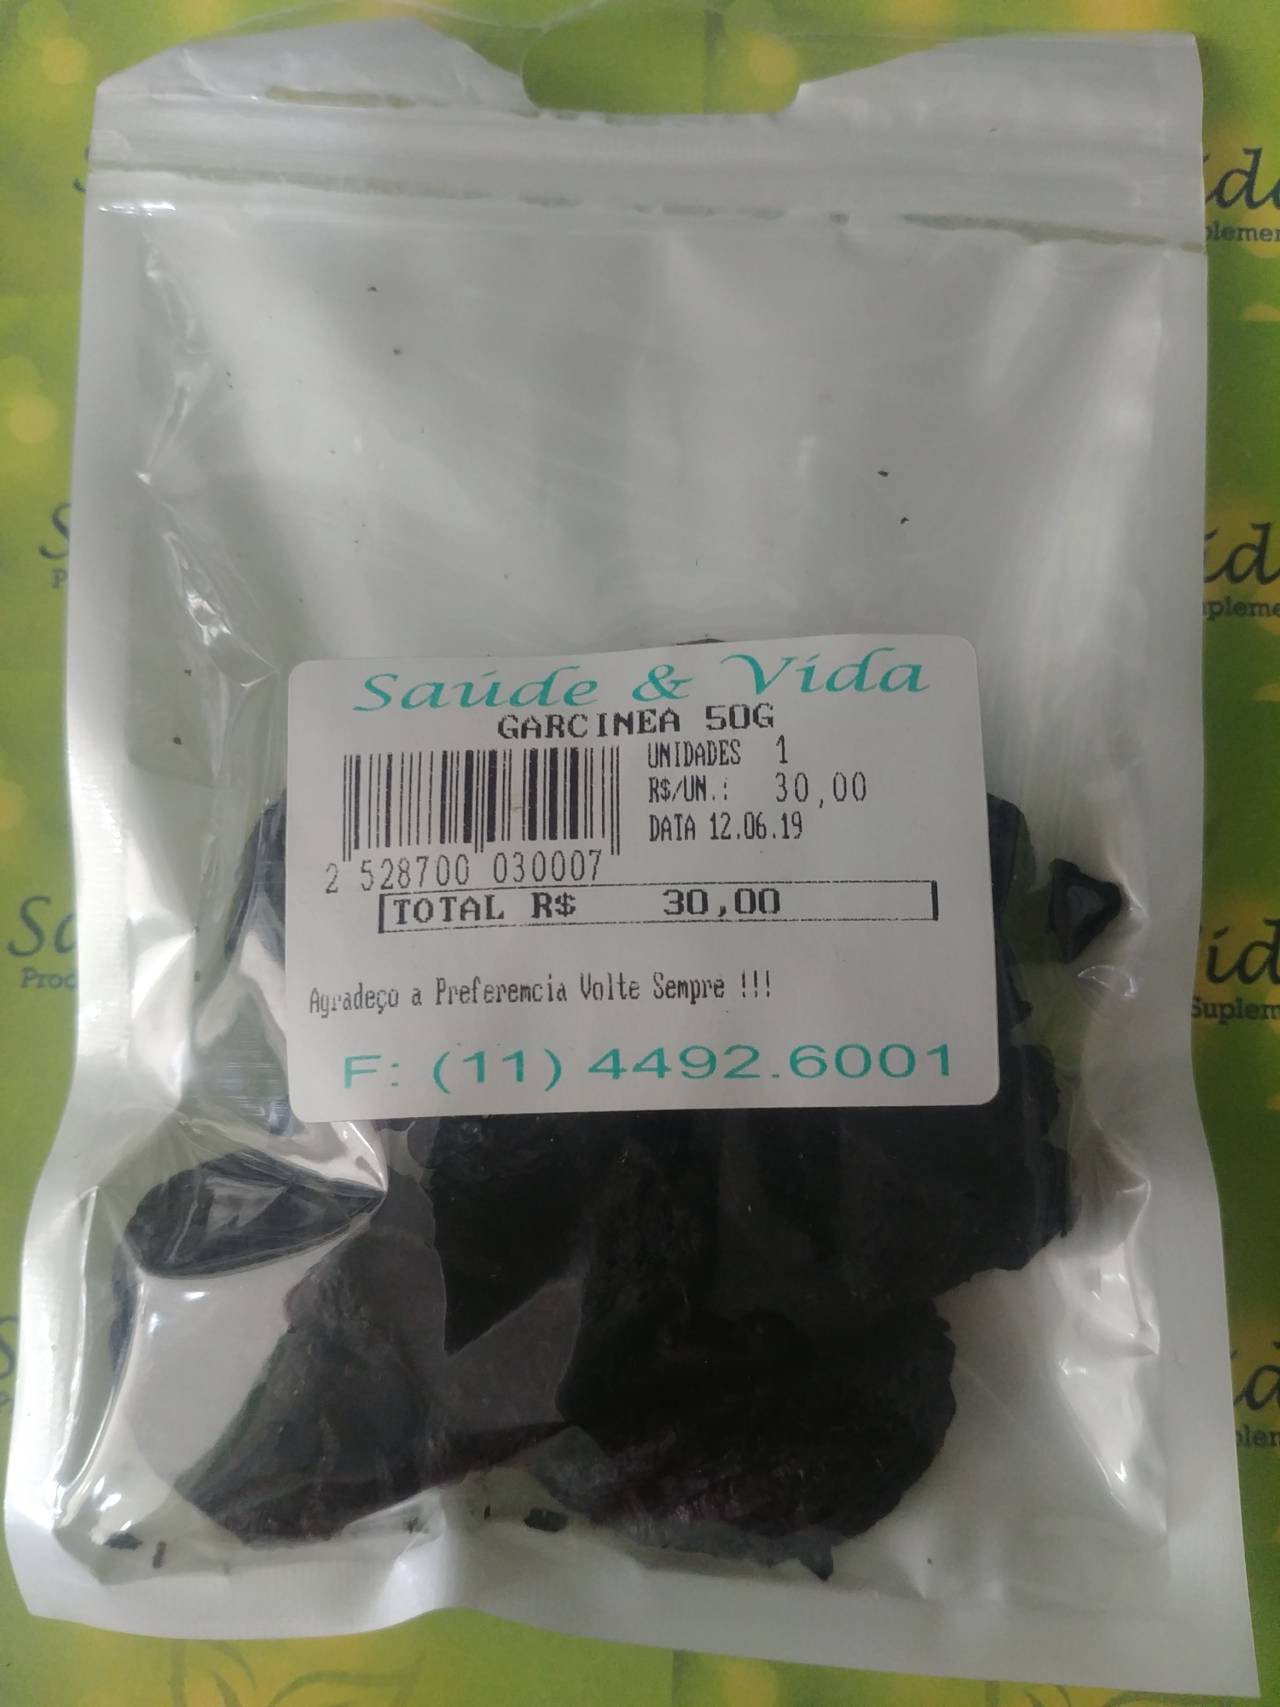 Saúde & Vida
GARCINEA 50G
UNIDADES 1
R$/UN.: 30,00
DATA 12.06.19
2 528700 030007
TOTAL R$ 30,00
Agradeço a Preferemcia Volte Sempre !!!
F: (11) 4492.6001